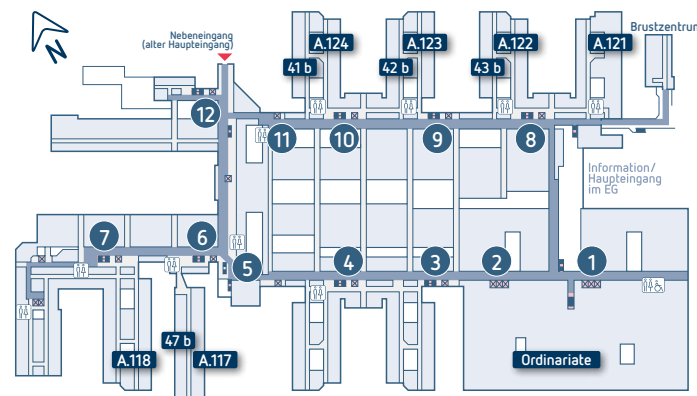 N
Nebeneingang
(alter Haupteingang)
Brustzentrum
A.124
A.123
A.122
A.121
41 b
42 b
43 b
12
11
10
9
8
Information/
Haupteingang
im EG
7
6
5
4
3
2
1
47 b
A.118
A.117
Ordinariate